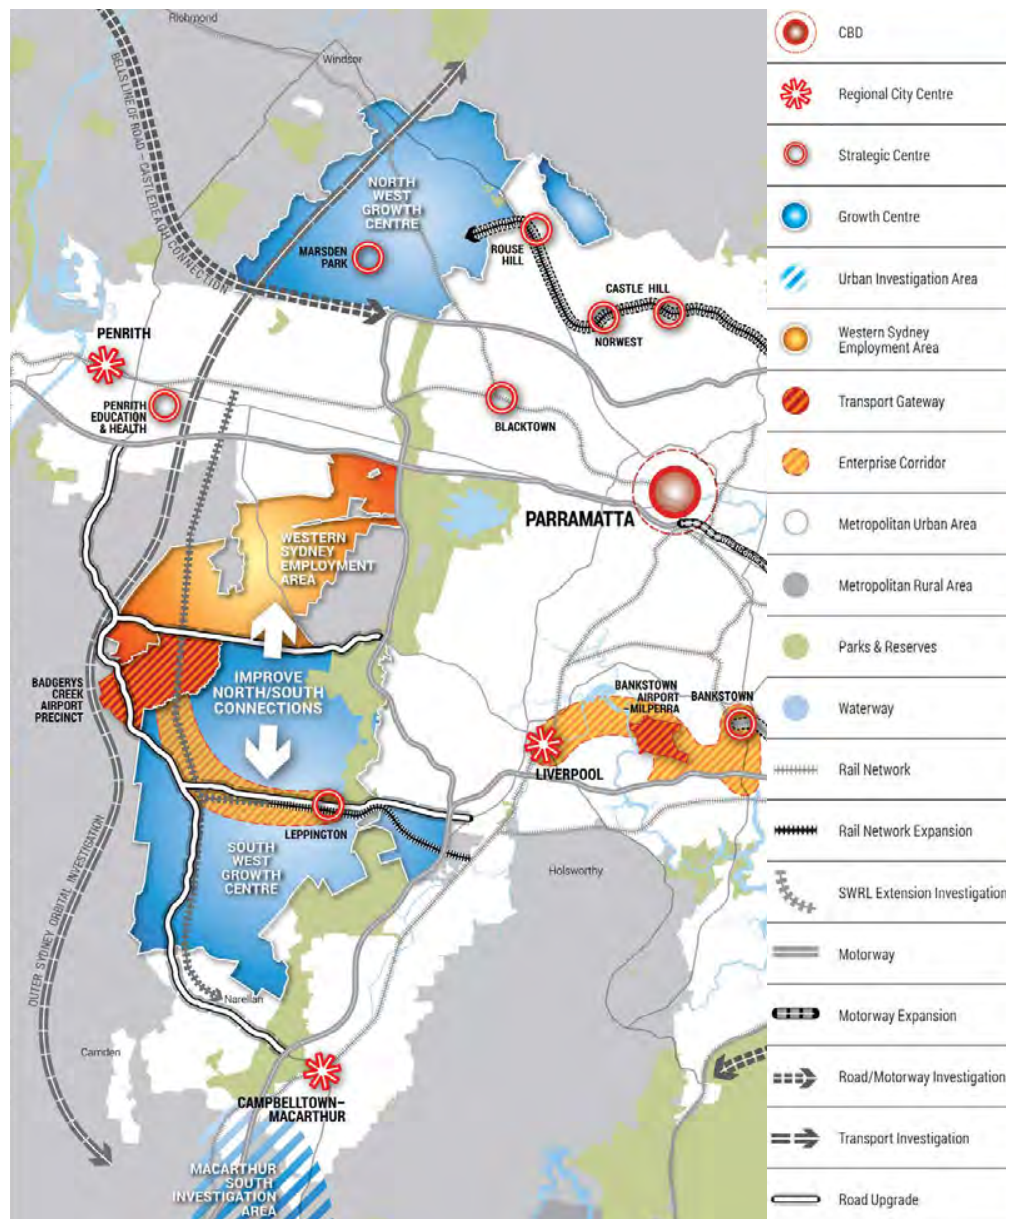 Richmond
Windsor
BELLS LINE OF ROAD – CASTLEREAGH CONNECTION
NORTH
WEST
GROWTH
CENTRE
MARSDEN
PARK
ROUSE
HILL
CASTLE HILL
NORWEST
PENRITH
PENRITH
EDUCATION
& HEALTH
BLACKTOWN
PARRAMATTA
WESTERN
SYDNEY
EMPLOYMENT
AREA
IMPROVE
NORTH/SOUTH
CONNECTIONS
BADGERYS
CREEK
AIRPORT
PRECINCT
BANKSTOWN
AIRPORT
–MILPERRA
BANKSTOWN
LIVERPOOL
LEPPINGTON
SOUTH
WEST
GROWTH
CENTRE
Holsworthy
OUTER SYDNEY ORBITAL INVESTIGATION
Narellan
Camden
CAMPBELLTOWN–
MACARTHUR
MACARTHUR
SOUTH
INVESTIGATION
AREA
CBD
Regional City Centre
Strategic Centre
Growth Centre
Urban Investigation Area
Western Sydney
Employment Area
Transport Gateway
Enterprise Corridor
Metropolitan Urban Area
Metropolitan Rural Area
Parks & Reserves
Waterway
Rail Network
Rail Network Expansion
SWRL Extension Investigation
Motorway
Motorway Expansion
Road/Motorway Investigation
Transport Investigation
Road Upgrade